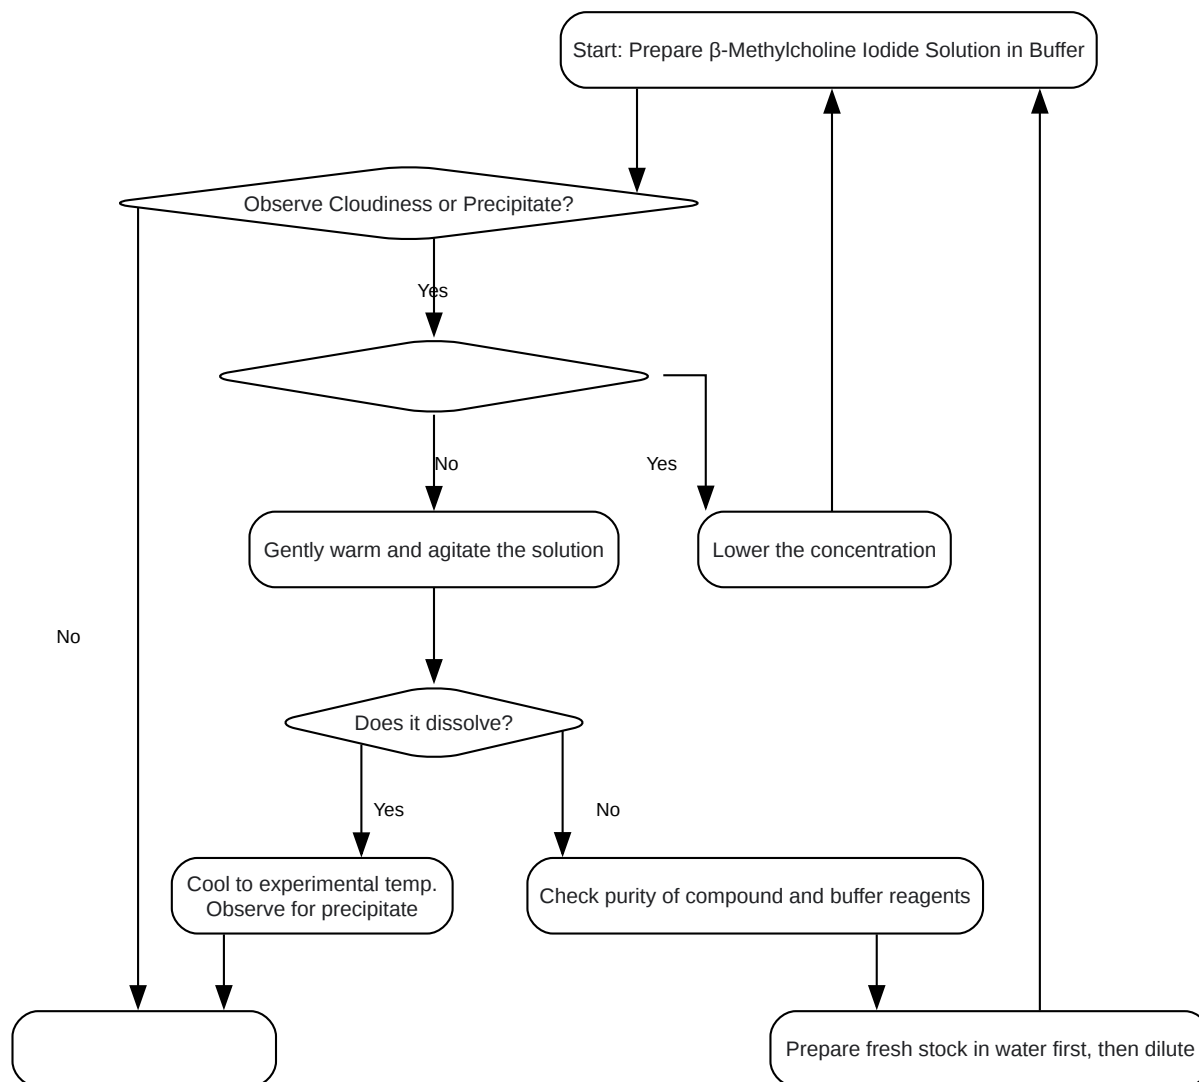 Start: Prepare β-Methylcholine Iodide Solution in Buffer
Observe Cloudiness or Precipitate?
Yes
No
Yes
Gently warm and agitate the solution
Lower the concentration
No
Does it dissolve?
Yes
No
Cool to experimental temp.
Observe for precipitate
Check purity of compound and buffer reagents
Prepare fresh stock in water first, then dilute